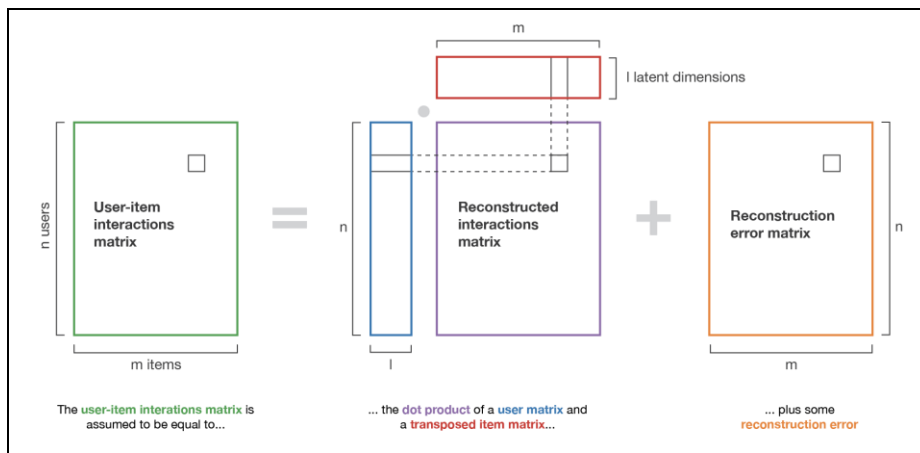 m
l latent dimensions
n users
User-item
interactions
matrix
=
n
Reconstructed
interactions
matrix
+
Reconstruction
error matrix
n
m items
l
m
The user-item interations matrix is
assumed to be equal to...
... the dot product of a user matrix and
a transposed item matrix...
... plus some
reconstruction error